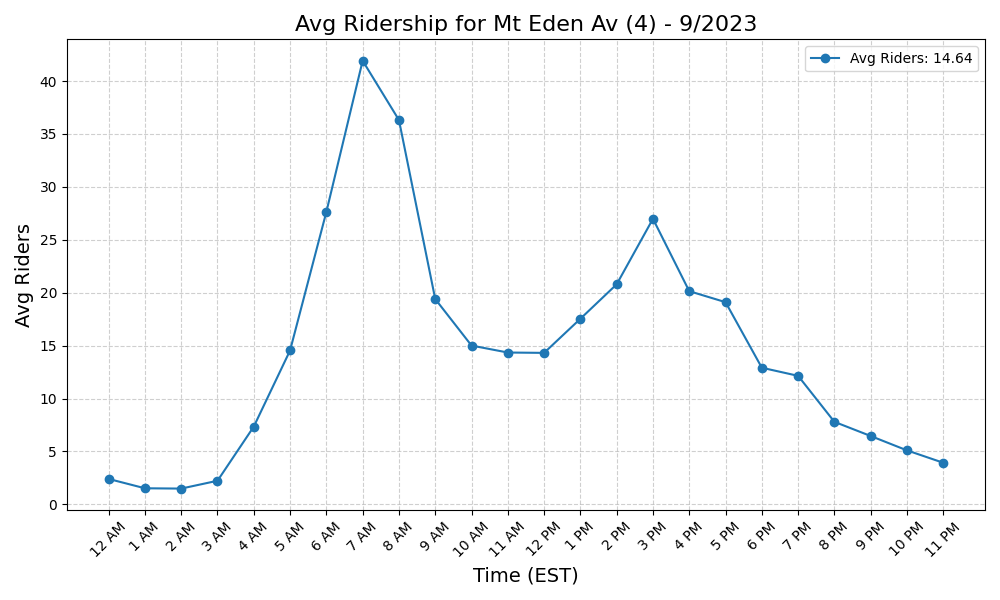 Avg Ridership for Mt Eden Av (4) - 9/2023
Avg Riders: 14.64
Avg Riders
40
35
30
25
20
15
10
5
0
12 AM
1 AM
2 AM
3 AM
4 AM
5 AM
6 AM
7 AM
8 AM
9 AM
10 AM
11 AM
12 PM
1 PM
2 PM
3 PM
4 PM
5 PM
6 PM
7 PM
8 PM
9 PM
10 PM
11 PM
Time (EST)